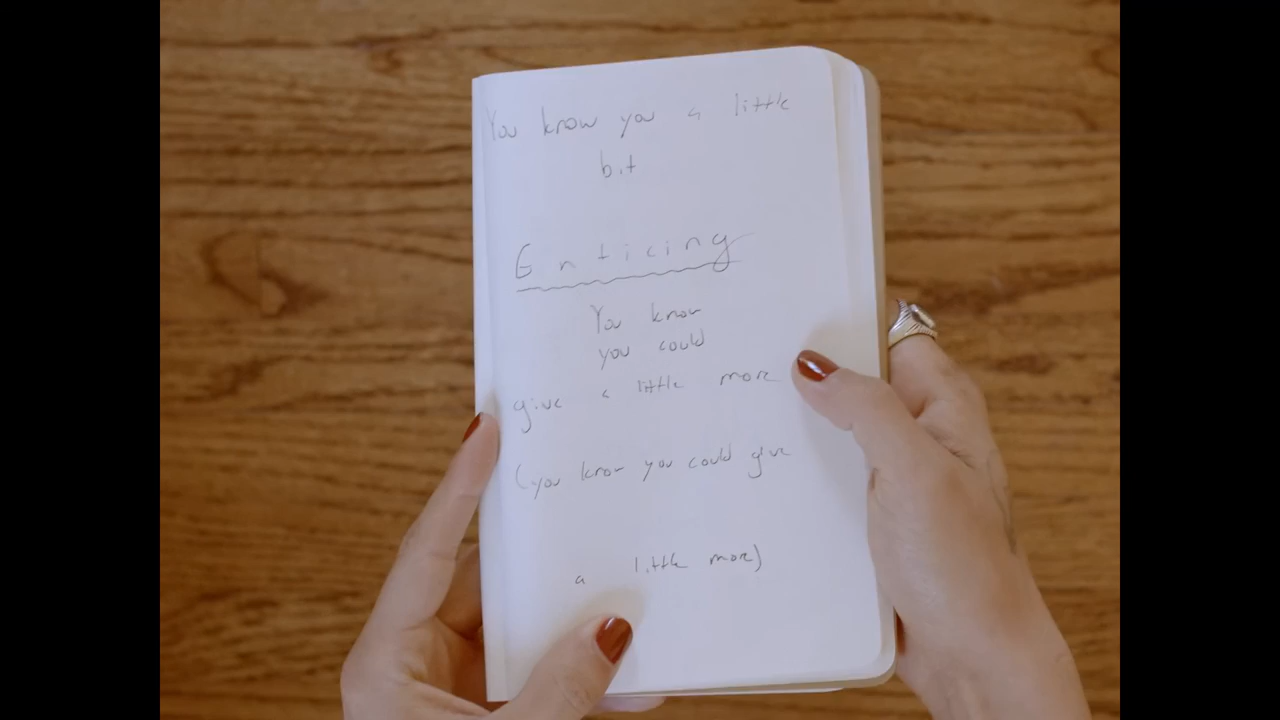 You know you a little
bit
Enticing
You know
you could
give a little more
(you know you could give
a little more)